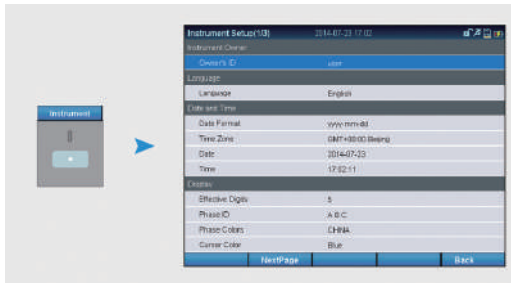 Instrument
Instrument Setup(1/3) 2014-07-23 17:02
Instrument Owner
Owner's ID user
Language
Language English
Date and Time
Date Format yyyy-mm-dd
Time Zone GMT+08:00 Beijing
Date 2014-07-23
Time 17:02:11
Display
Effective Digits 5
Phase ID A B C
Phase Colors CHINA
Cursor Color Blue
NextPage Back